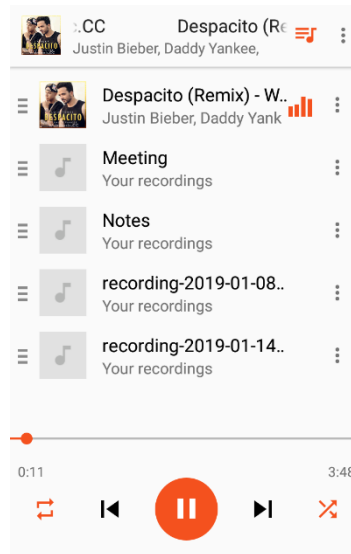 :.CC Despacito (Re
Justin Bieber, Daddy Yankee,
DESPACITO
Despacito (Remix) - W..
Justin Bieber, Daddy Yank
Meeting
Your recordings
Notes
Your recordings
recording-2019-01-08..
Your recordings
recording-2019-01-14..
Your recordings
0:11
3:48